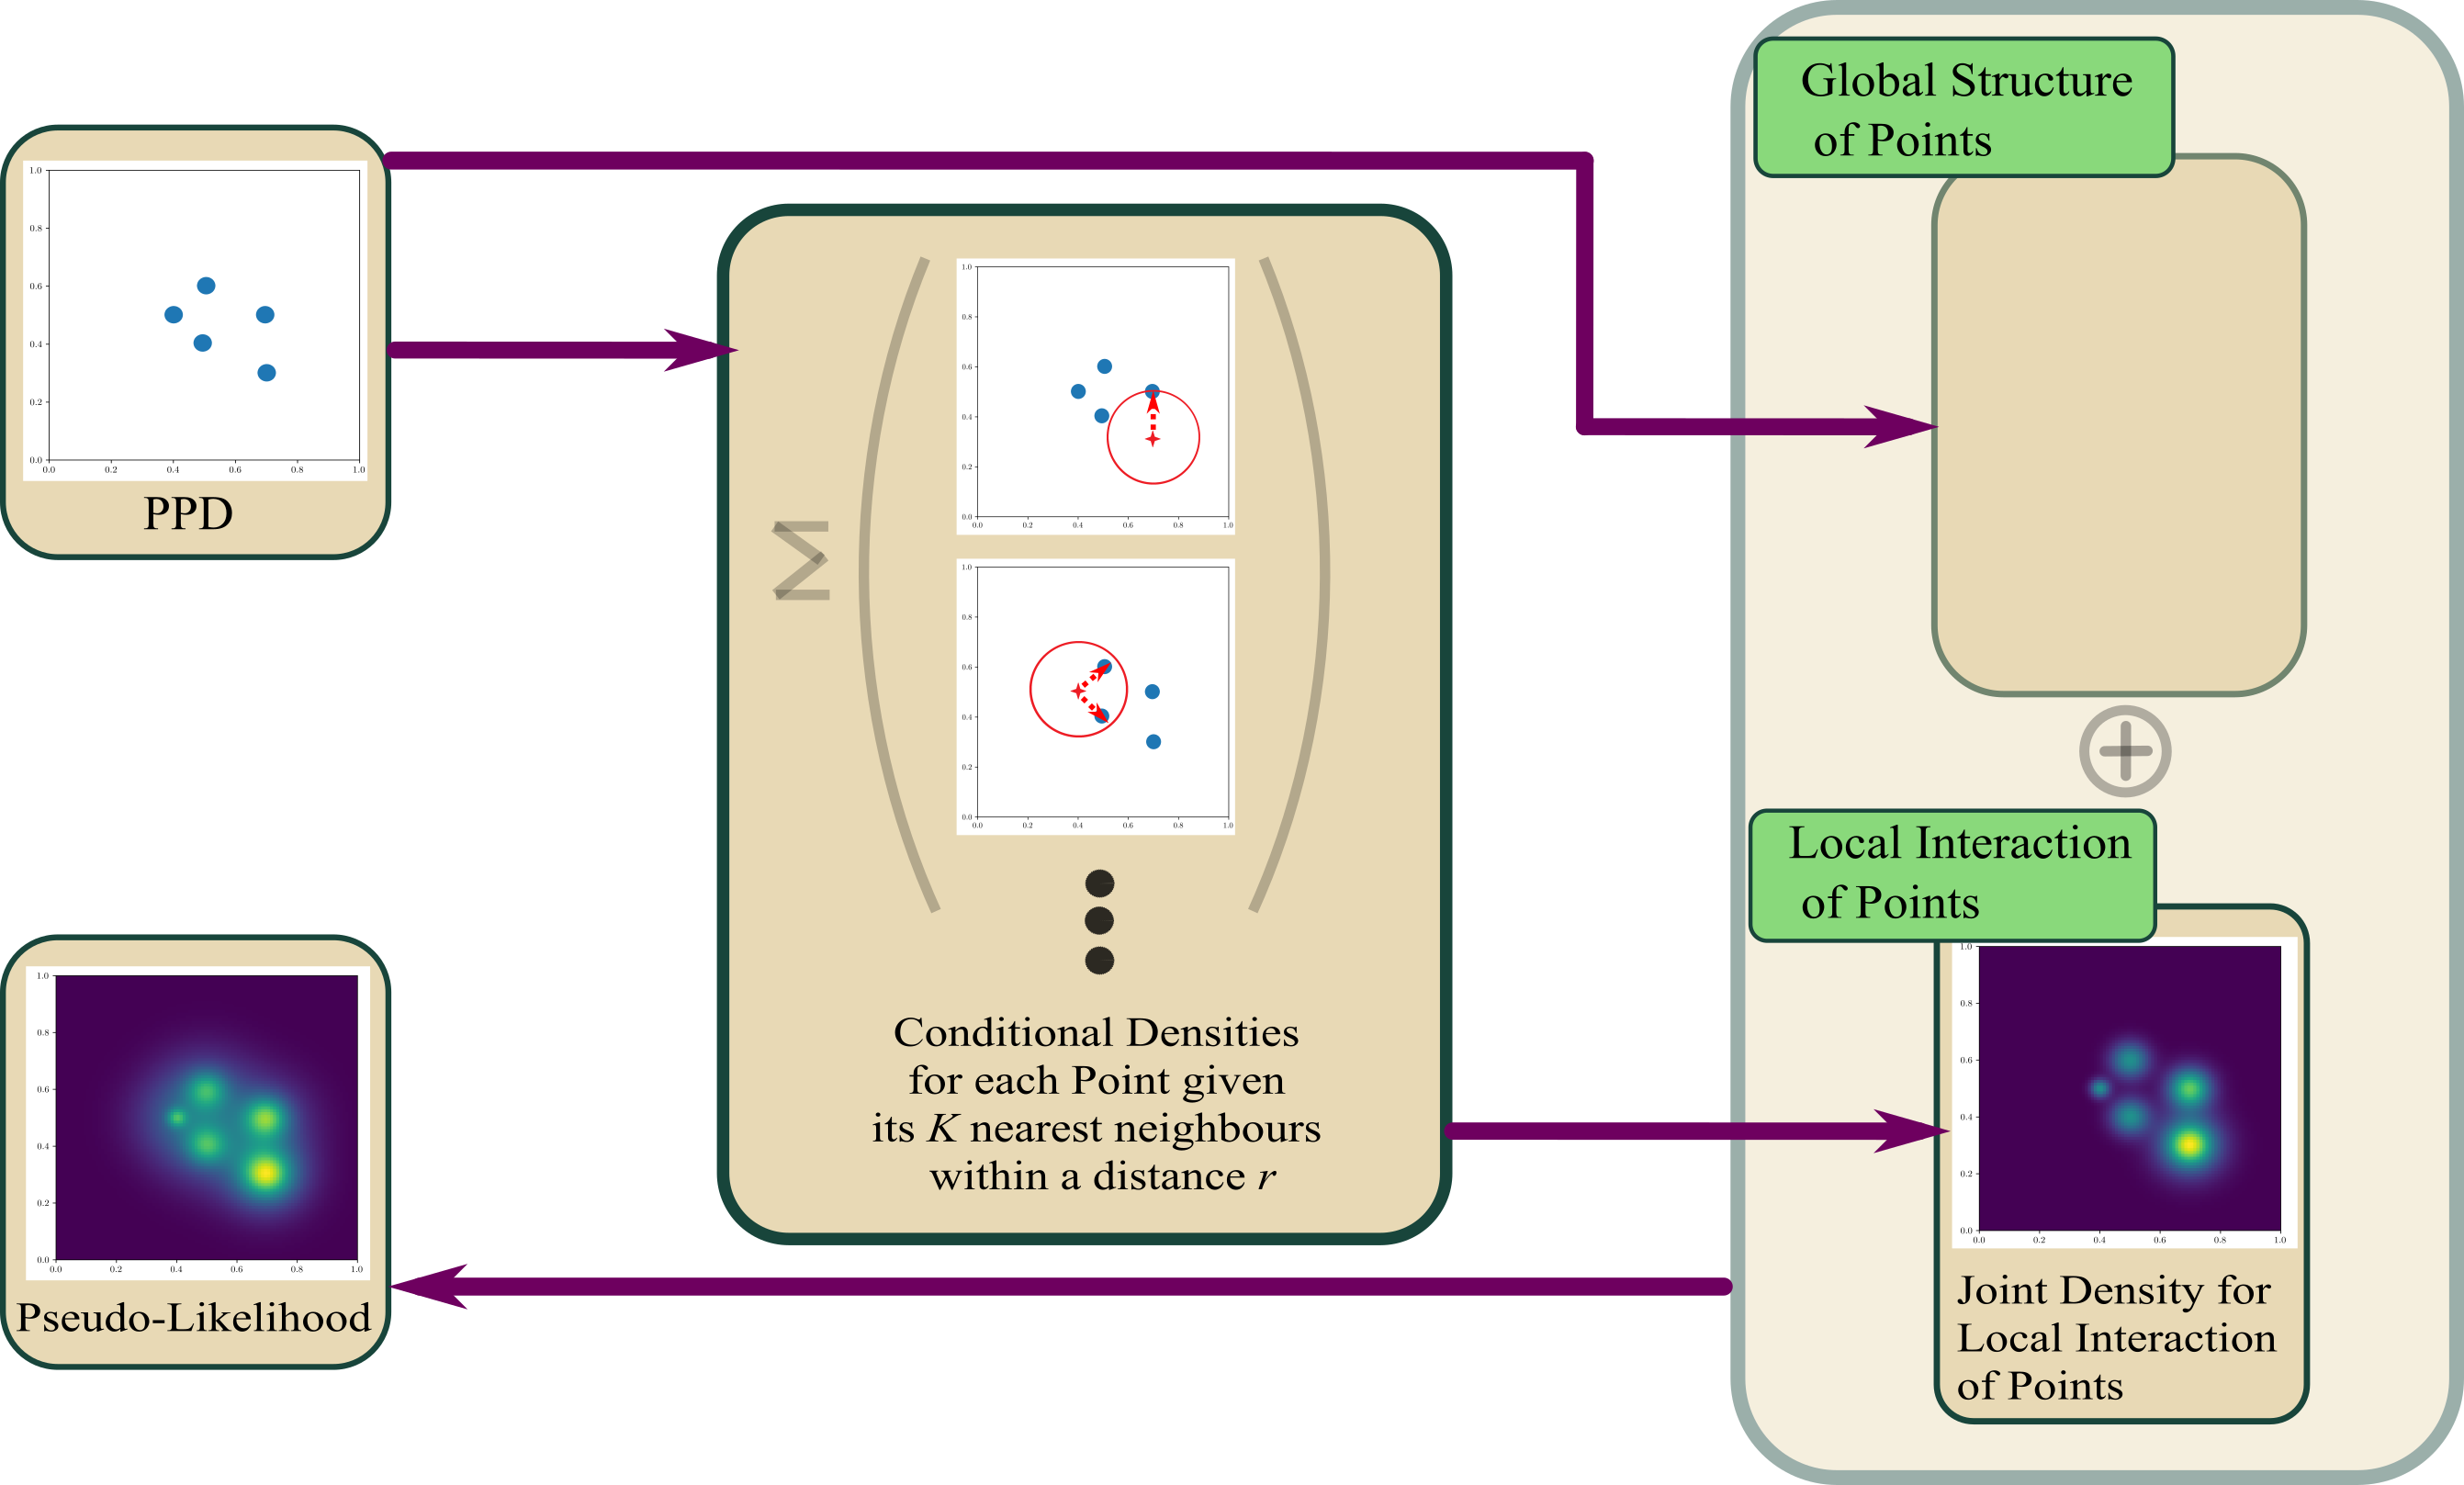 Global Structure
of Points
1.0
0.8
0.6
0.4
0.2
0.0
0.0 0.2 0.4 0.6 0.8 1.0
PPD
Σ
1.0
0.8
0.6
0.4
0.2
0.0
0.0 0.2 0.4 0.6 0.8 1.0
1.0
0.8
0.6
0.4
0.2
0.0
0.0 0.2 0.4 0.6 0.8 1.0
Conditional Densities
for each Point given
its K nearest neighbours
within a distance r
Local Interaction
of Points
1.0
0.8
0.6
0.4
0.2
0.0
0.0 0.2 0.4 0.6 0.8 1.0
Joint Density for
Local Interaction
of Points
1.0
0.8
0.6
0.4
0.2
0.0
0.0 0.2 0.4 0.6 0.8 1.0
Pseudo-Likelihood